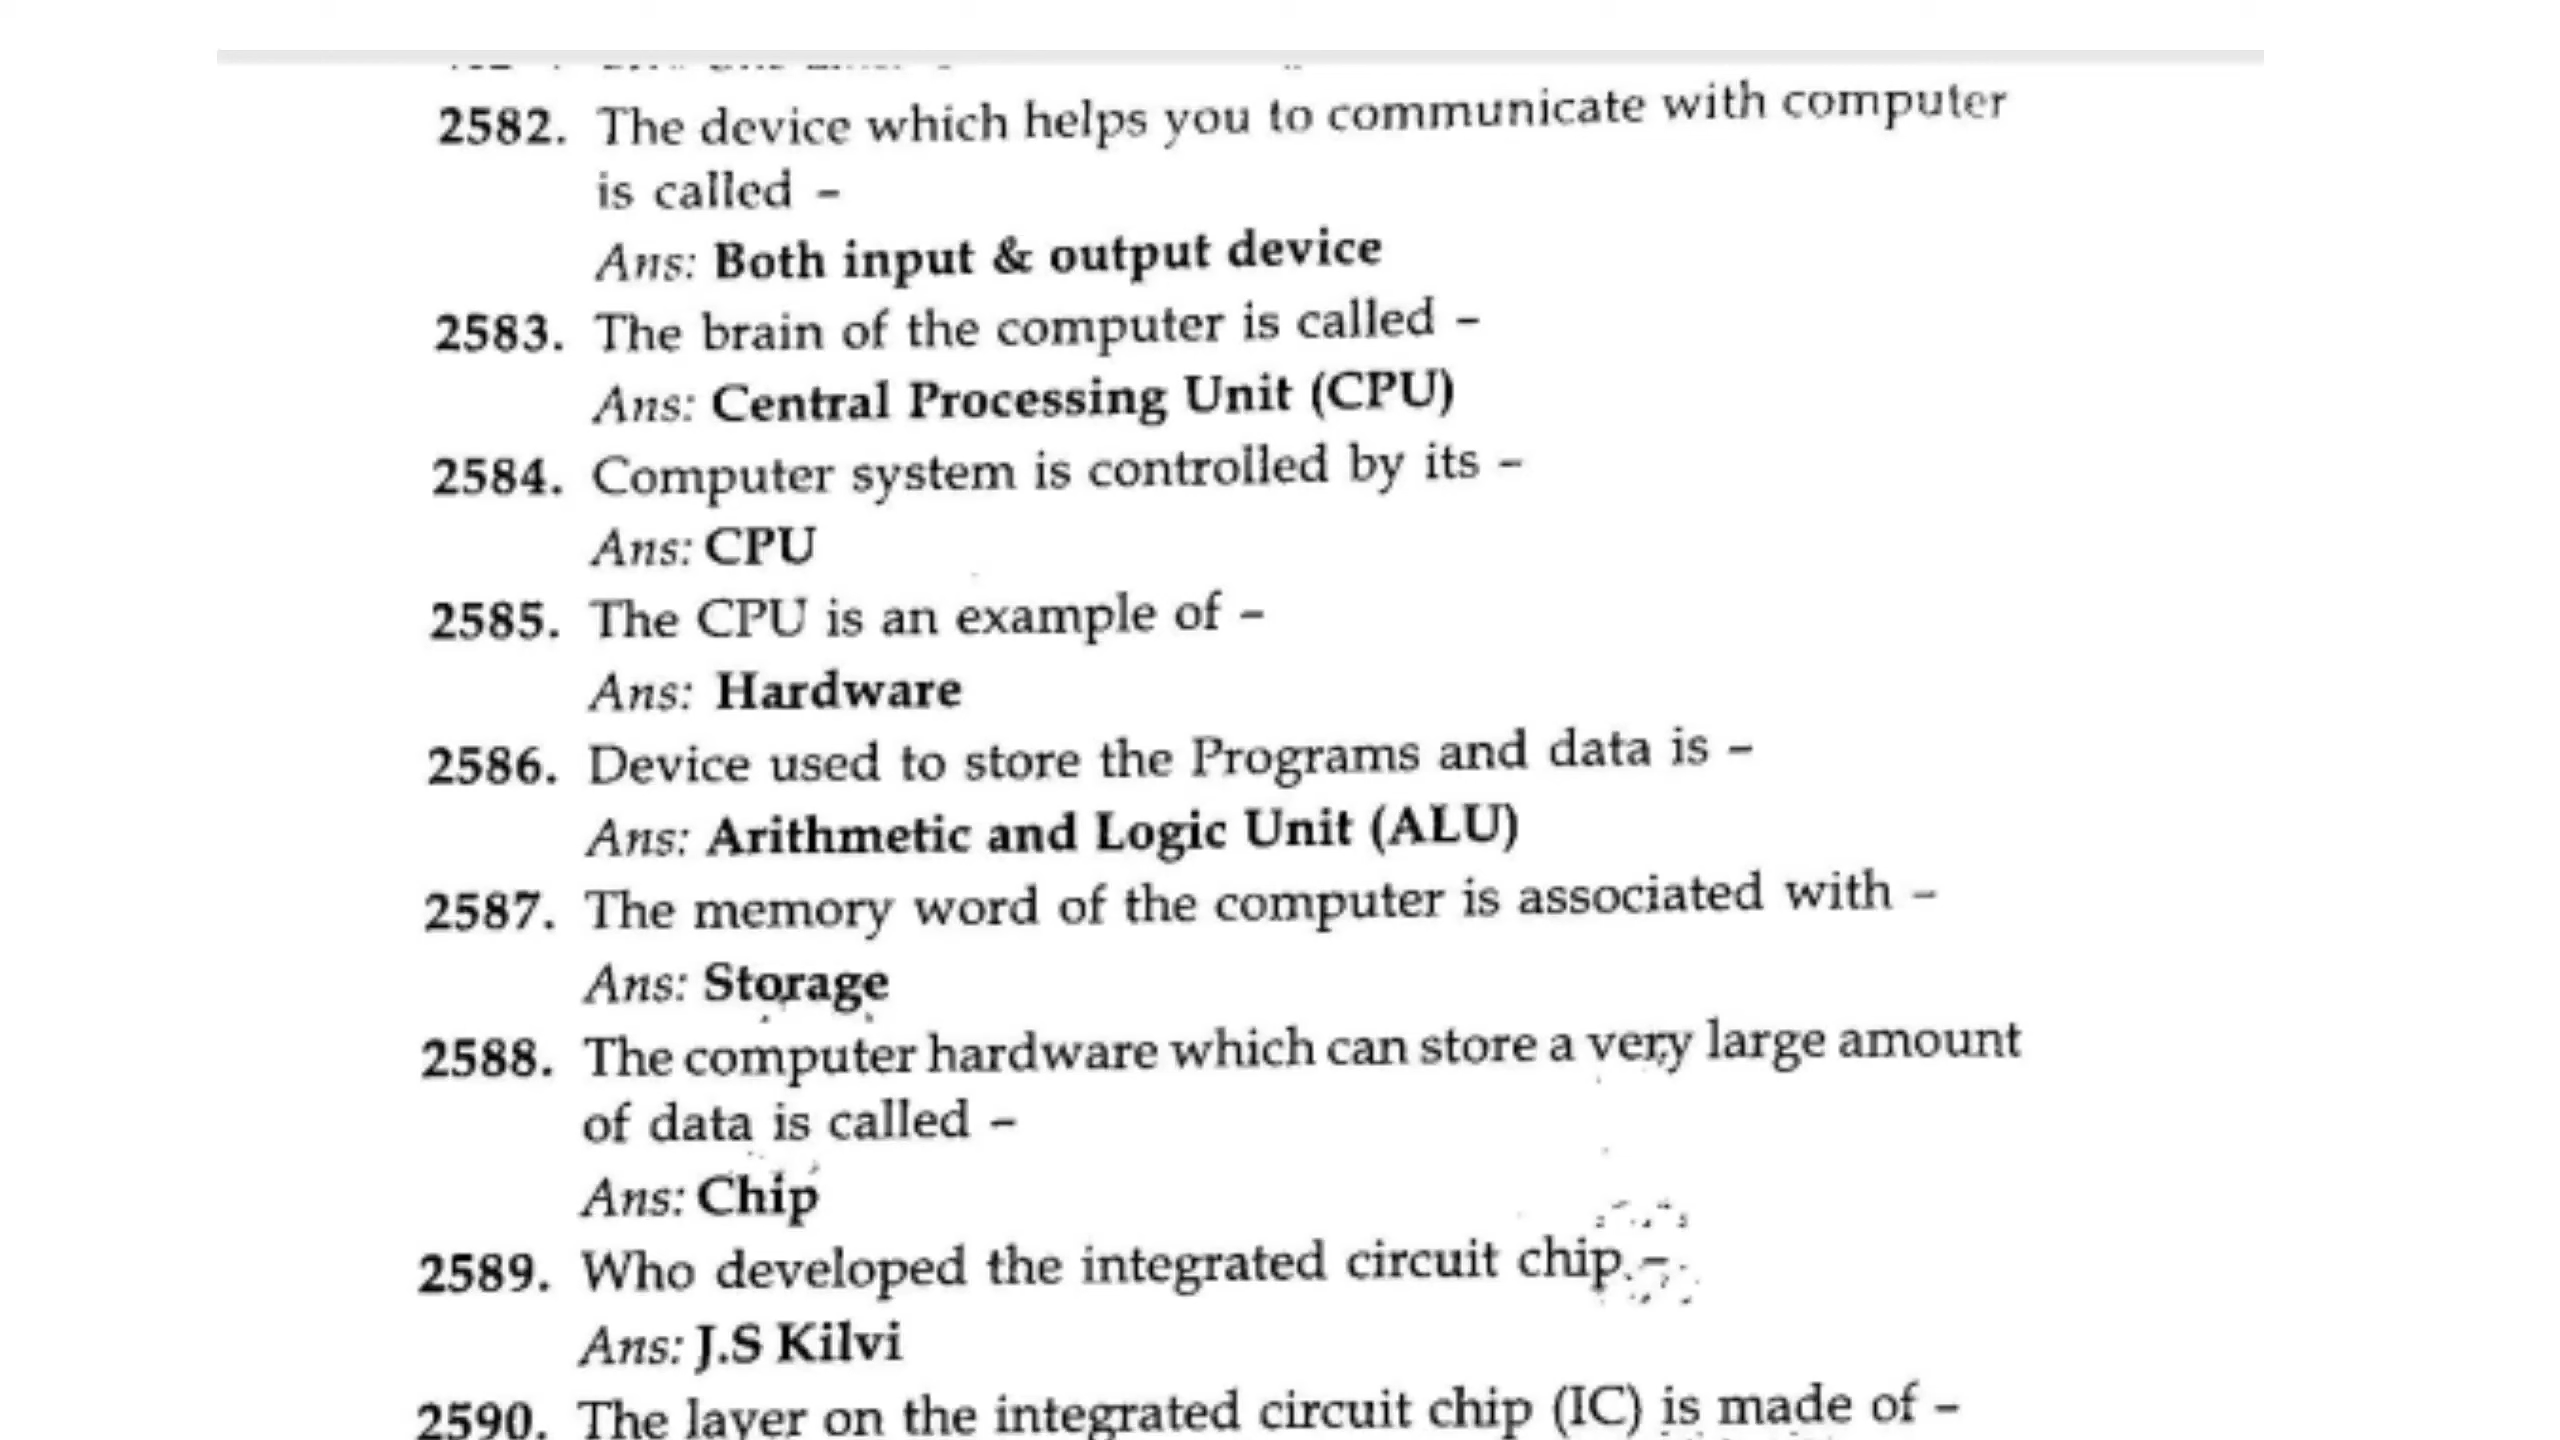 2582. The device which helps you to communicate with computer
is called –
Ans: Both input & output device
2583. The brain of the computer is called –
Ans: Central Processing Unit (CPU)
2584. Computer system is controlled by its –
Ans: CPU
2585. The CPU is an example of –
Ans: Hardware
2586. Device used to store the Programs and data is –
Ans: Arithmetic and Logic Unit (ALU)
2587. The memory word of the computer is associated with –
Ans: Storage
2588. The computer hardware which can store a very large amount
of data is called –
Ans: Chip
2589. Who developed the integrated circuit chip –
Ans: J.S Kilvi
2590. The layer on the integrated circuit chip (IC) is made of –